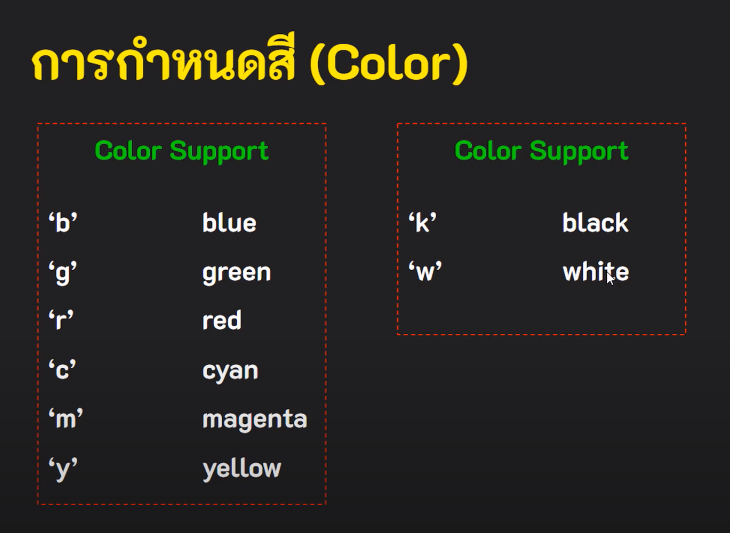 การกำหนดสี (Color)
Color Support
‘b’ blue
‘g’ green
‘r’ red
‘c’ cyan
‘m’ magenta
‘y’ yellow
Color Support
‘k’ black
‘w’ white